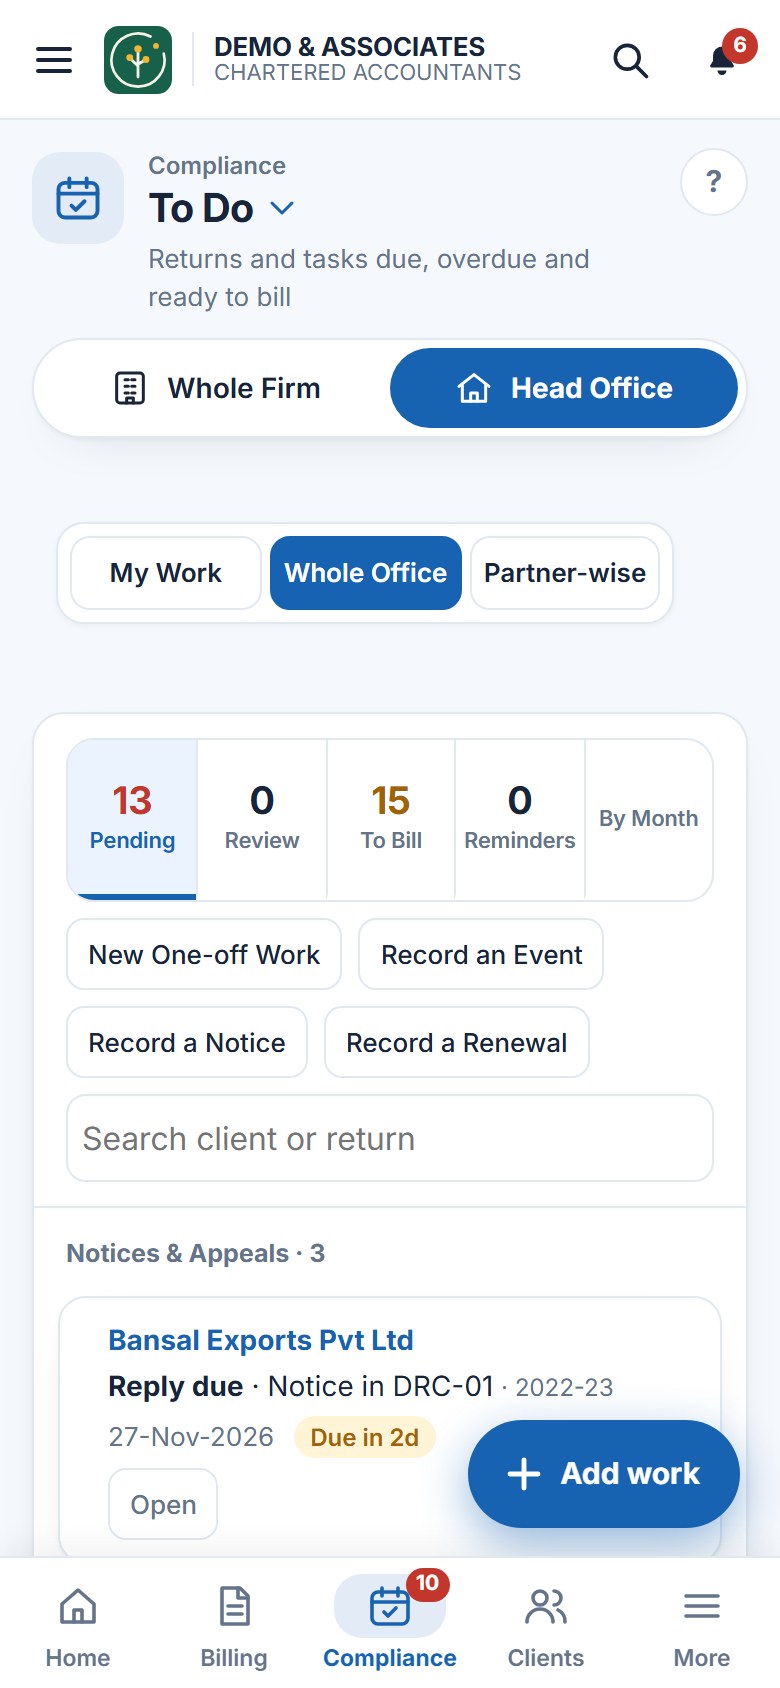 DEMO & ASSOCIATES
CHARTERED ACCOUNTANTS
6
Compliance
To Do
?
Returns and tasks due, overdue and
ready to bill
Whole Firm
Head Office
My Work
Whole Office
Partner-wise
13
Pending
0
Review
15
To Bill
0
Reminders
By Month
New One-off Work
Record an Event
Record a Notice
Record a Renewal
Search client or return
Notices & Appeals · 3
Bansal Exports Pvt Ltd
Reply due · Notice in DRC-01 · 2022-23
27-Nov-2026 Due in 2d
Open
Add work
Home
Billing
10
Compliance
Clients
More